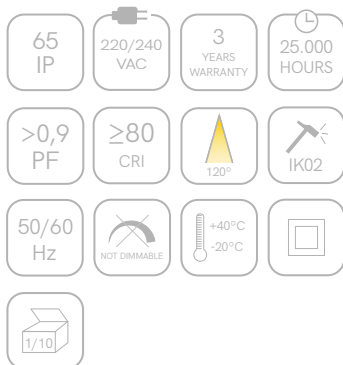 65
IP
220/240
VAC
3
YEARS
WARRANTY
25.000
HOURS
>0,9
PF
≥80
CRI
120°
IK02
50/60
Hz
NOT DIMMABLE
+40°C
-20°C
1/10